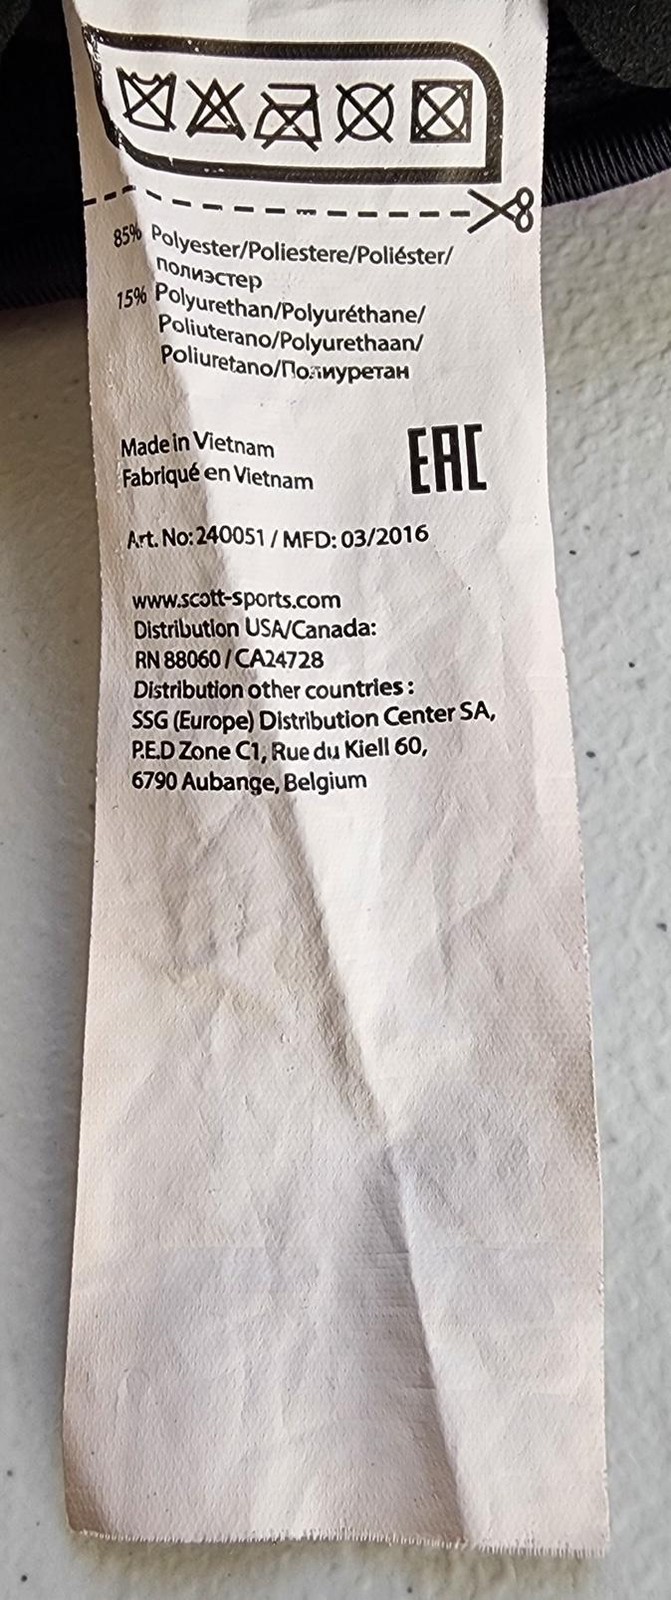 85% Polyester/Poliestere/Poliéster/
полиэстер
15% Polyurethan/Polyuréthane/
Poliuterano/Polyurethaan/
Poliuretano/Полиуретан
Made in Vietnam
Fabriqué en Vietnam
EAC
Art. No: 240051 / MFD: 03/2016
www.scott-sports.com
Distribution USA/Canada:
RN 88060 / CA24728
Distribution other countries :
SSG (Europe) Distribution Center SA,
P.E.D Zone C1, Rue du Kiell 60,
6790 Aubange, Belgium